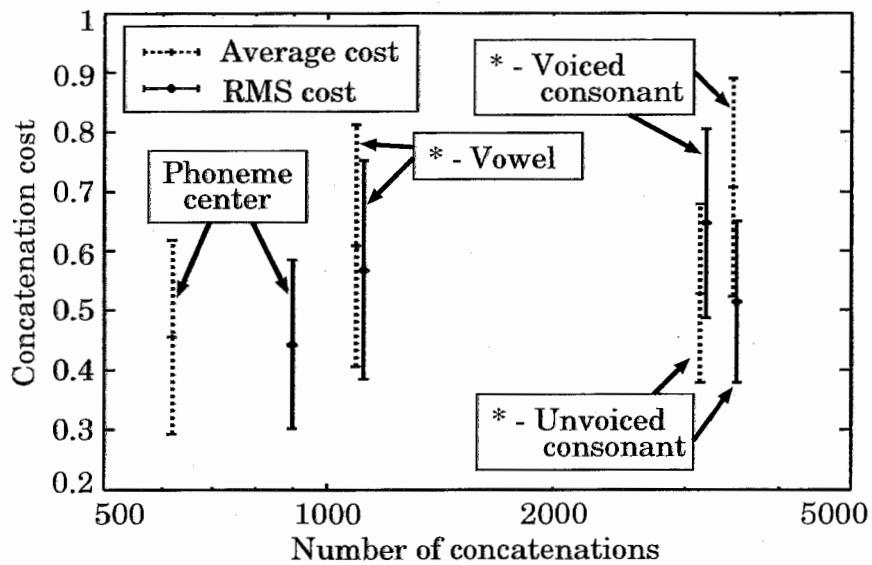 Concatenation cost
1
0.9
0.8
0.7
0.6
0.5
0.4
0.3
0.2
Average cost
RMS cost
* - Voiced
consonant
* - Vowel
Phoneme
center
* - Unvoiced
consonant
500
1000
2000
5000
Number of concatenations